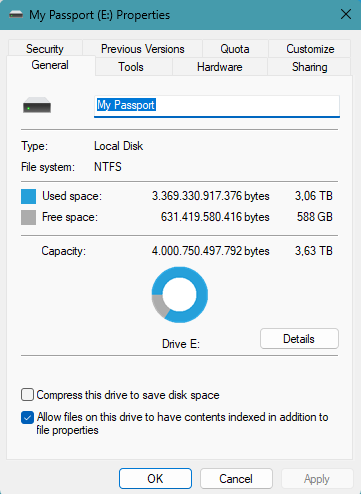 My Passport (E:) Properties
Security Previous Versions Quota Customize
General Tools Hardware Sharing
My Passport
Type: Local Disk
File system: NTFS
Used space: 3.369.330.917.376 bytes 3,06 TB
Free space: 631.419.580.416 bytes 588 GB
Capacity: 4.000.750.497.792 bytes 3,63 TB
Drive E:
Details
Compress this drive to save disk space
Allow files on this drive to have contents indexed in addition to
file properties
OK Cancel Apply